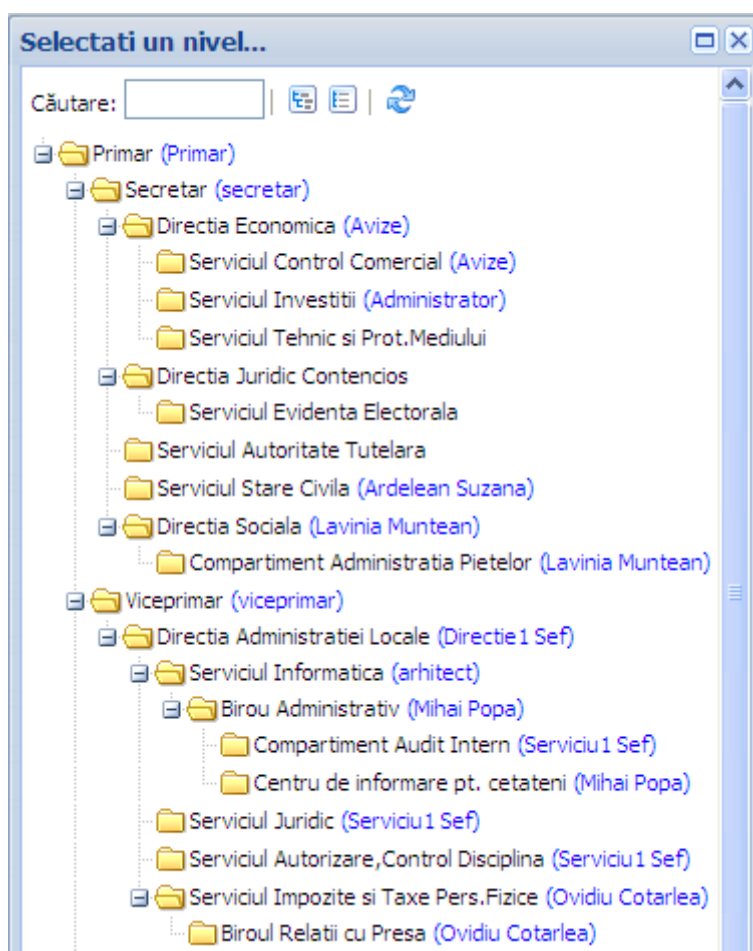 Selectati un nivel...
Căutare:
Primar (Primar)
Secretar (secretar)
Directia Economica (Avize)
Serviciul Control Comercial (Avize)
Serviciul Investitii (Administrator)
Serviciul Tehnic si Prot.Mediului
Directia Juridic Contencios
Serviciul Evidenta Electorala
Serviciul Autoritate Tutelara
Serviciul Stare Civila (Ardelean Suzana)
Directia Sociala (Lavinia Muntean)
Compartiment Administratia Pietelor (Lavinia Muntean)
Viceprimar (viceprimar)
Directia Administratiei Locale (Directie1 Sef)
Serviciul Informatica (arhitect)
Birou Administrativ (Mihai Popa)
Compartiment Audit Intern (Serviciu1 Sef)
Centru de informare pt. cetateni (Mihai Popa)
Serviciul Juridic (Serviciu1 Sef)
Serviciul Autorizare,Control Disciplina (Serviciu1 Sef)
Serviciul Impozite si Taxe Pers.Fizice (Ovidiu Cotarlea)
Biroul Relatii cu Presa (Ovidiu Cotarlea)